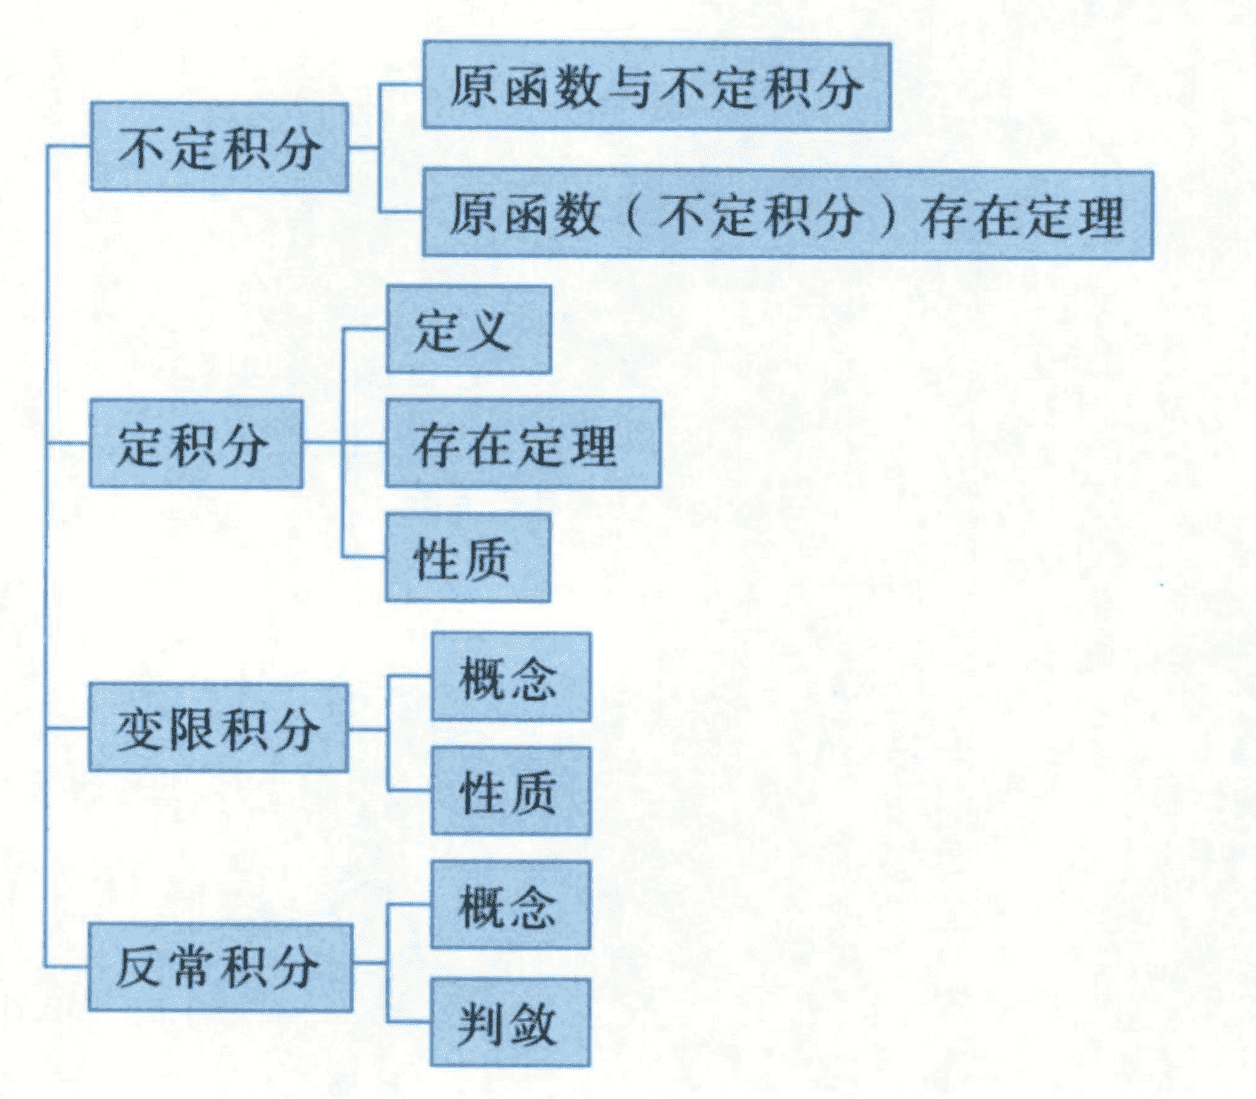 不定积分
原函数与不定积分
原函数（不定积分）存在定理
定积分
定义
存在定理
性质
变限积分
概念
性质
反常积分
概念
判敛